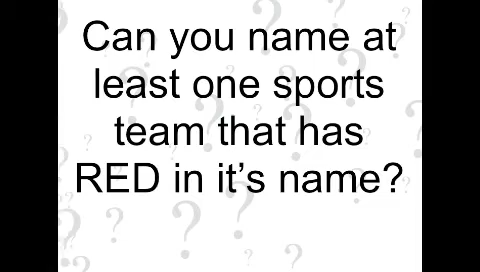 Can you name at
least one sports
team that has
RED in it’s name?